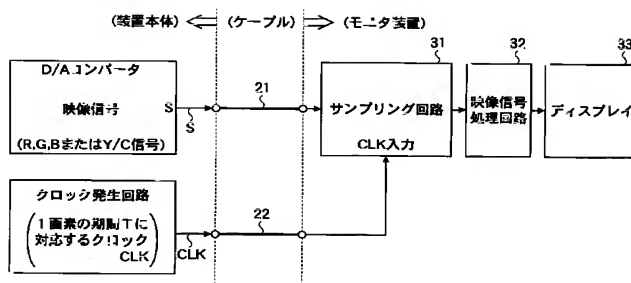 (装置本体)
(ケーブル)
(モニタ装置)
D/Aコンバータ
映像信号
(R,G,BまたはY/C信号)
S
S
21
31
サンプリング回路
CLK入力
32
映像信号
処理回路
33
ディスプレイ
クロック発生回路
1画素の期間Tに
対応するクロック
CLK
CLK
22